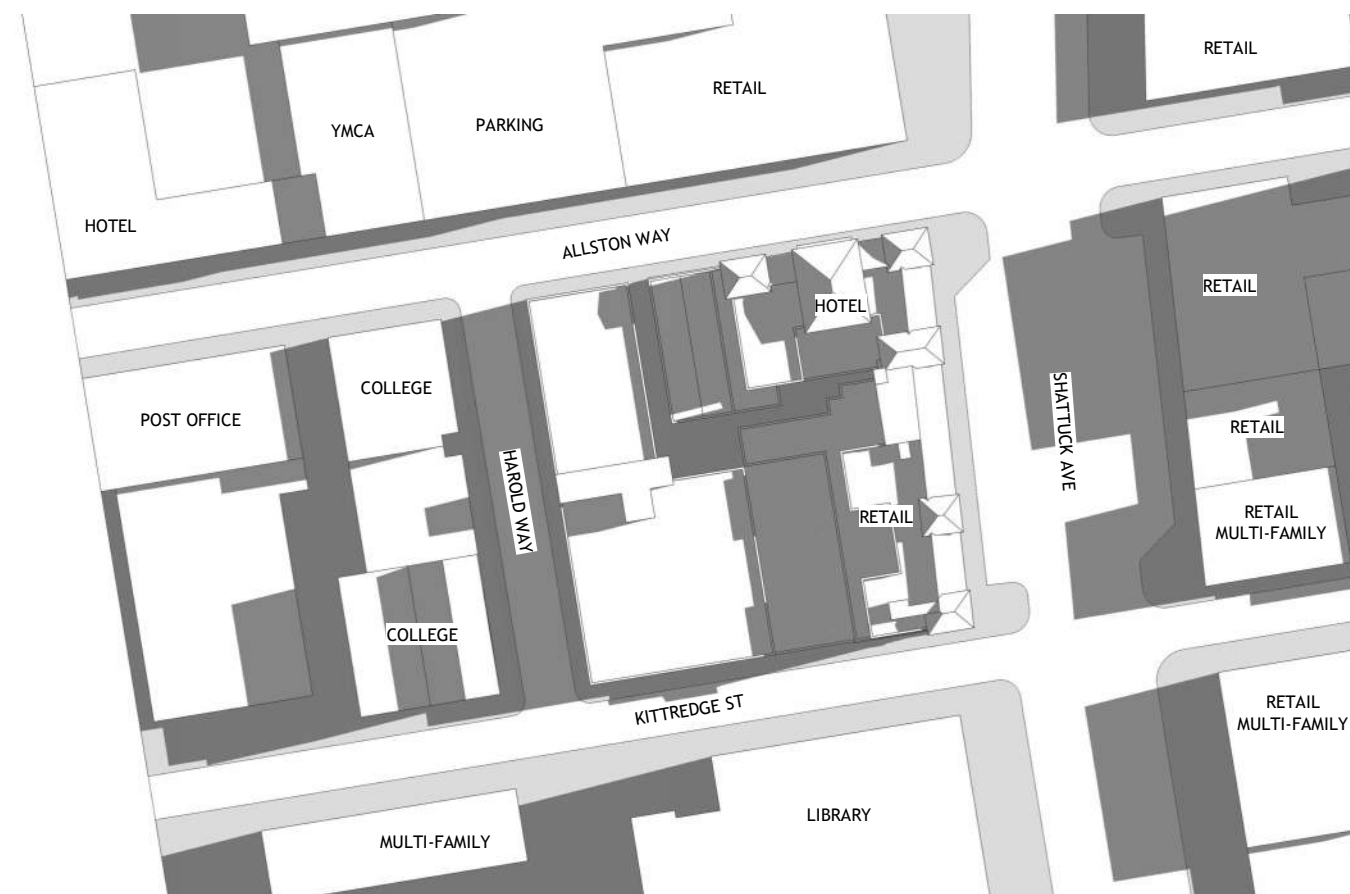 RETAIL
RETAIL
PARKING
YMCA
HOTEL
ALLSTON WAY
HOTEL
RETAIL
COLLEGE
POST OFFICE
SHATTUCK AVE
RETAIL
HAROLD WAY
RETAIL
RETAIL
MULTI-FAMILY
COLLEGE
KITTREDGE ST
RETAIL
MULTI-FAMILY
LIBRARY
MULTI-FAMILY